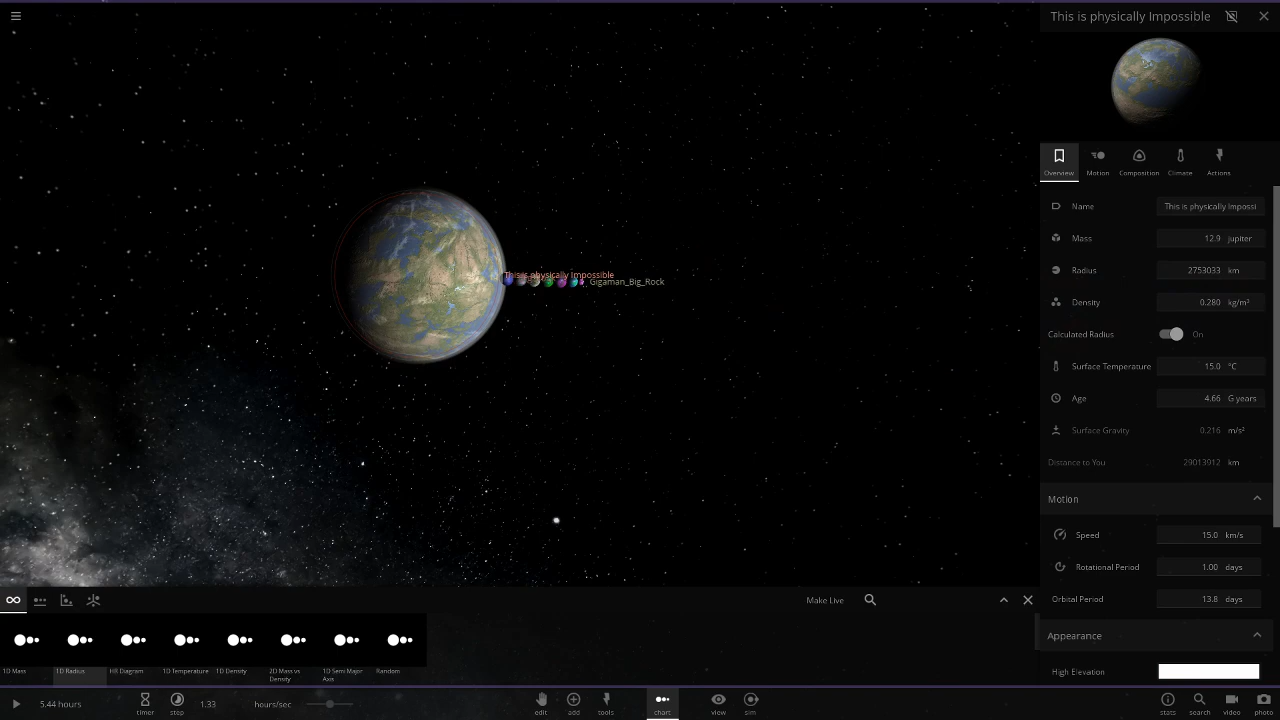 This is physically Impossible
Overview
Motion
Composition
Climate
Actions
Name
This is physically Impossi
Mass
12.9 jupiter
Radius
2753033 km
Density
0.280 kg/m³
Calculated Radius
On
Surface Temperature
15.0 °C
Age
4.66 G years
Surface Gravity
0.216 m/s²
Distance to You
29013912 km
Motion
Speed
15.0 km/s
Rotational Period
1.00 days
Orbital Period
13.8 days
Appearance
High Elevation
This is physically Impossible
Gigaman_Big_Rock
Make Live
1D Mass
1D Radius
HR Diagram
1D Temperature
1D Density
2D Mass vs
Density
1D Semi Major
Axis
Random
5.44 hours
timer
step
1.33
hours/sec
edit
add
tools
chart
view
sim
stats
search
video
photo